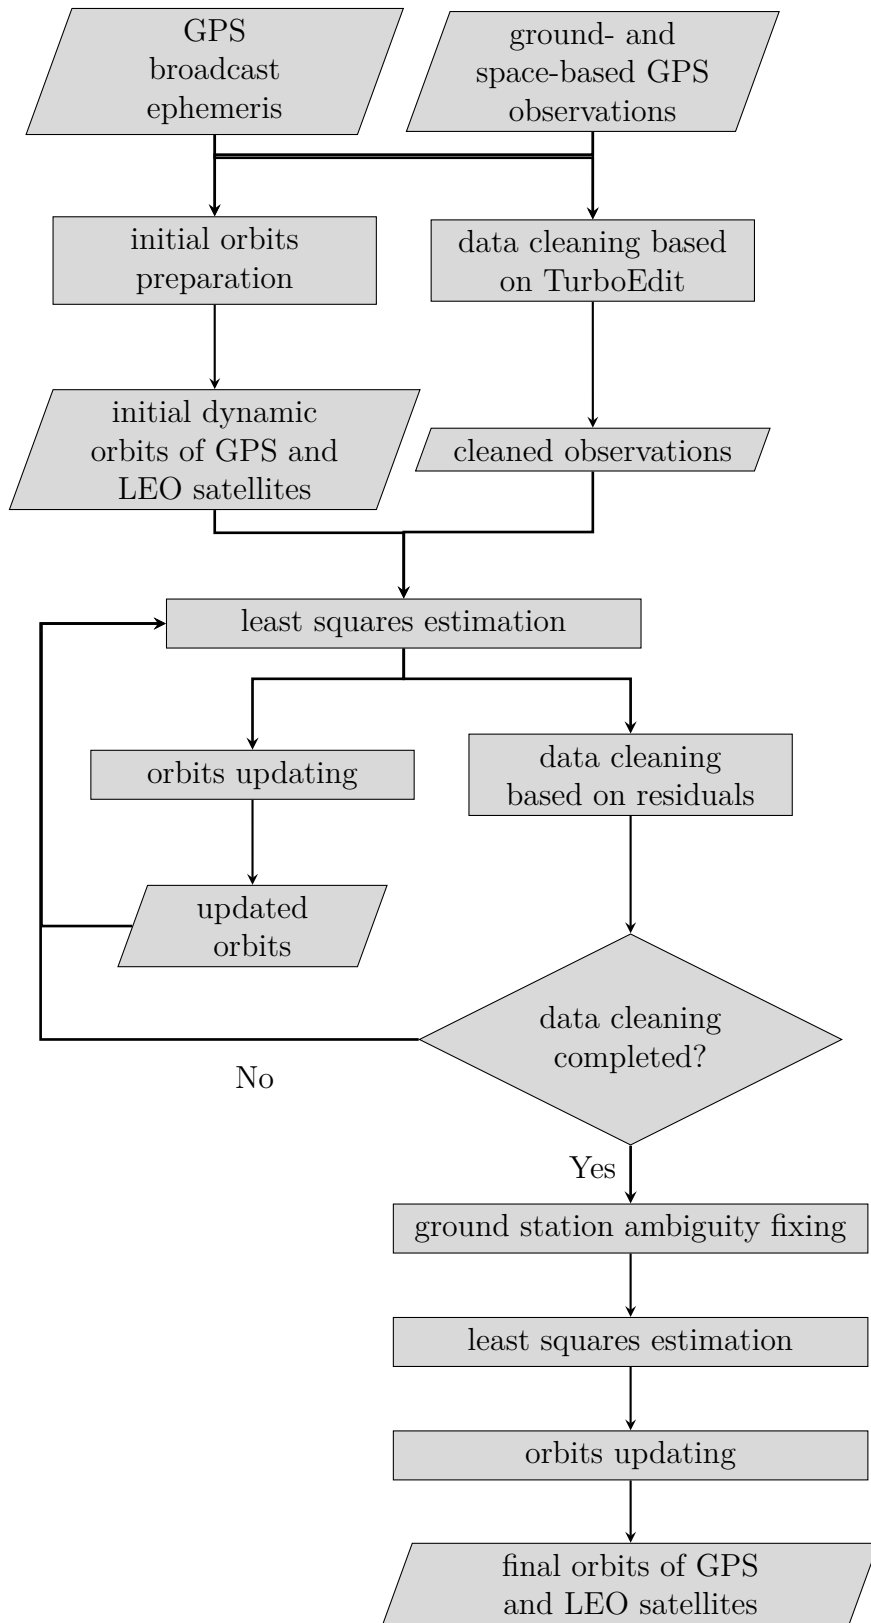 GPS
broadcast
ephemeris
ground- and
space-based GPS
observations
initial orbits
preparation
data cleaning based
on TurboEdit
initial dynamic
orbits of GPS and
LEO satellites
cleaned observations
least squares estimation
orbits updating
data cleaning
based on residuals
updated
orbits
data cleaning
completed?
No
Yes
ground station ambiguity fixing
least squares estimation
orbits updating
final orbits of GPS
and LEO satellites